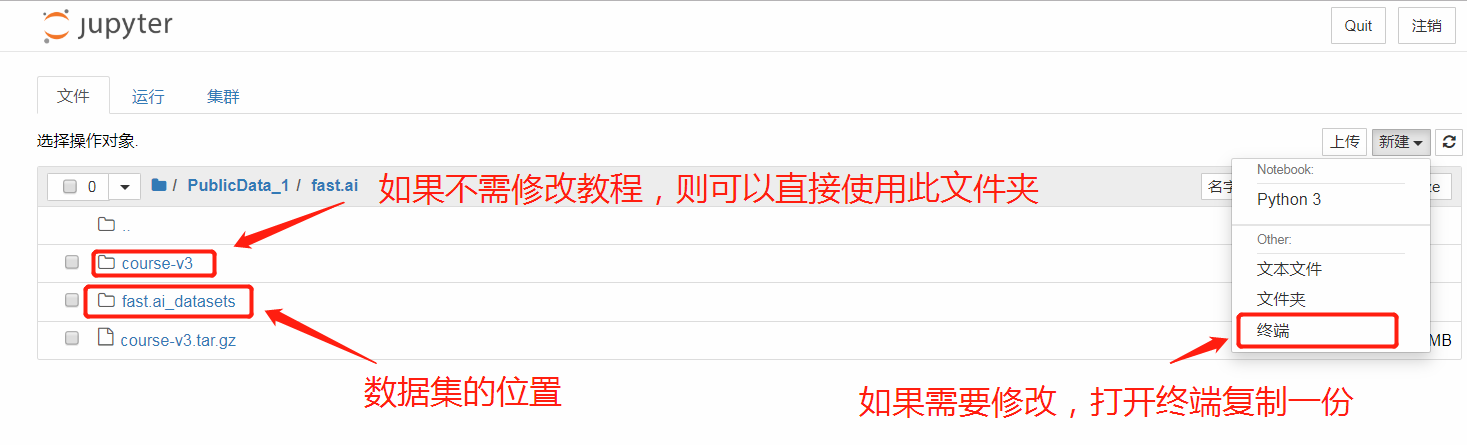 jupyter
Quit 注销
文件 运行 集群
选择操作对象.
上传 新建
0 / PublicData_1 / fast.ai
如果不需修改教程，则可以直接使用此文件夹
名字
Notebook:
Python 3
..
Other:
course-v3
文本文件
fast.ai_datasets
文件夹
终端
course-v3.tar.gz
MB
数据集的位置
如果需要修改，打开终端复制一份